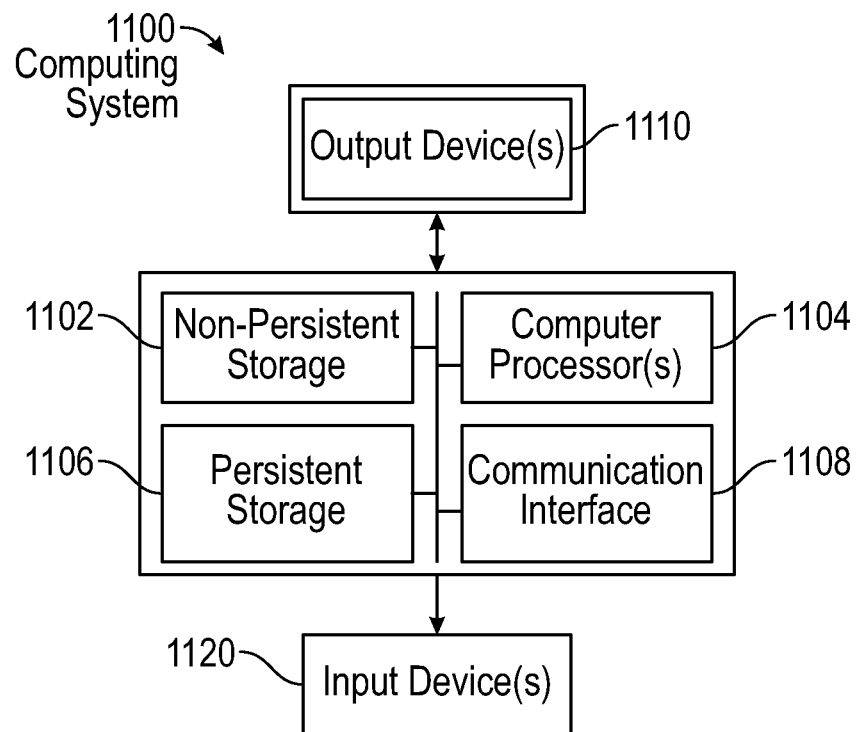 1100
Computing
System
Output Device(s)
1110
1102
Non-Persistent
Storage
Computer
Processor(s)
1104
1106
Persistent
Storage
Communication
Interface
1108
1120
Input Device(s)